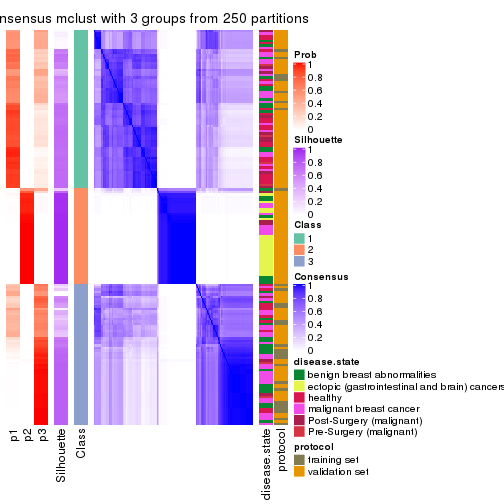 nsensus mclust with 3 groups from 250 partitions
Prob
1
0.8
0.6
0.4
0.2
0
Silhouette
1
0.8
0.6
0.4
0.2
0
Class
1
2
3
Consensus
1
0.8
0.6
0.4
0.2
0
disease.state
benign breast abnormalities
ectopic (gastrointestinal and brain) cancers
healthy
malignant breast cancer
Post-Surgery (malignant)
Pre-Surgery (malignant)
protocol
training set
validation set
p1
p2
p3
Silhouette
Class
disease.state
protocol